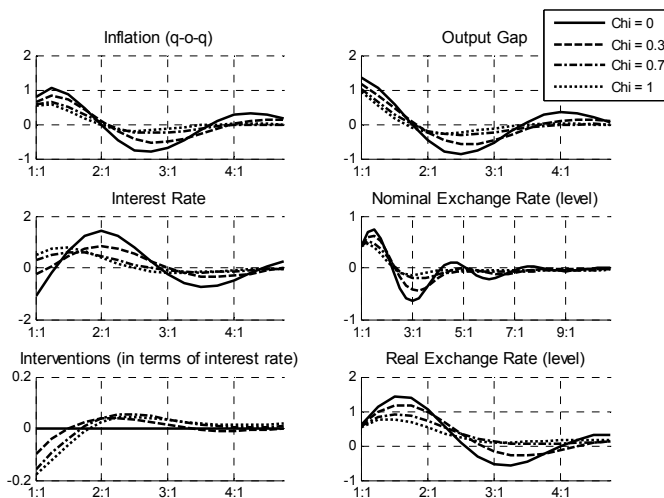 Inflation (q-o-q)
2
1
0
-1
1:1 2:1 3:1 4:1
Output Gap
2
1
0
-1
1:1 2:1 3:1 4:1
Chi = 0
Chi = 0.3
Chi = 0.7
Chi = 1
Interest Rate
2
0
-2
1:1 2:1 3:1 4:1
Nominal Exchange Rate (level)
1
0
-1
1:1 3:1 5:1 7:1 9:1
Interventions (in terms of interest rate)
0.2
0
-0.2
1:1 2:1 3:1 4:1
Real Exchange Rate (level)
2
1
0
-1
1:1 2:1 3:1 4:1